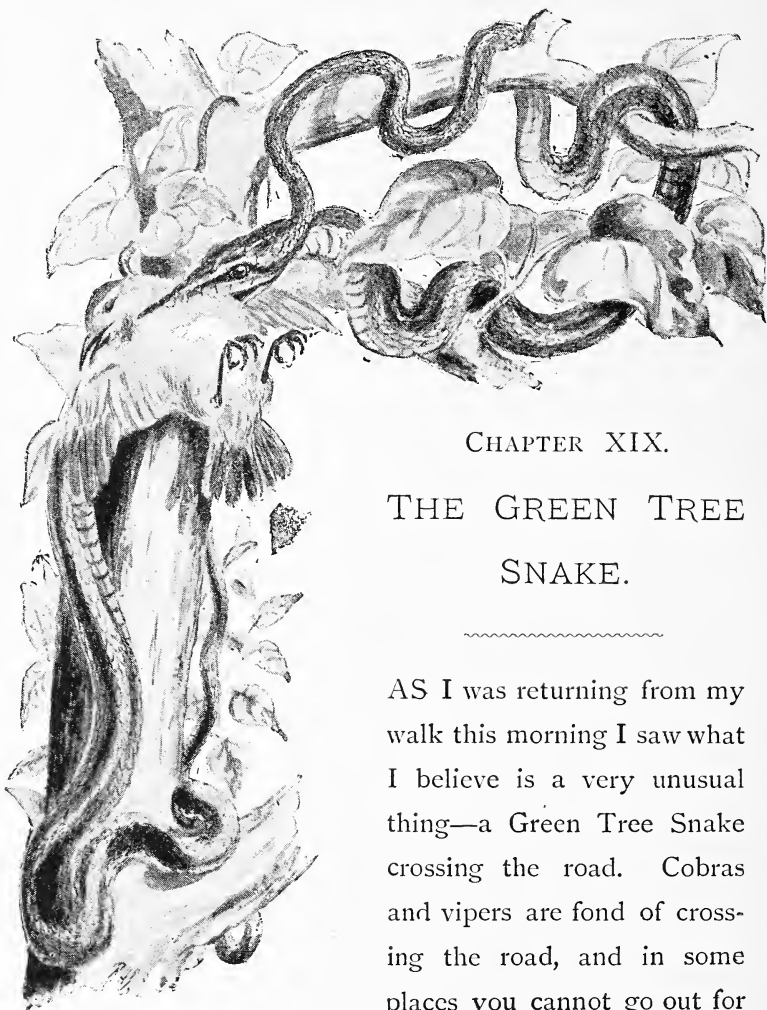 CHAPTER XIX.
THE GREEN TREE
SNAKE.
AS I was returning from my
walk this morning I saw what
I believe is a very unusual
thing—a Green Tree Snake
crossing the road. Cobras
and vipers are fond of cross-
ing the road, and in some
places you cannot go out for